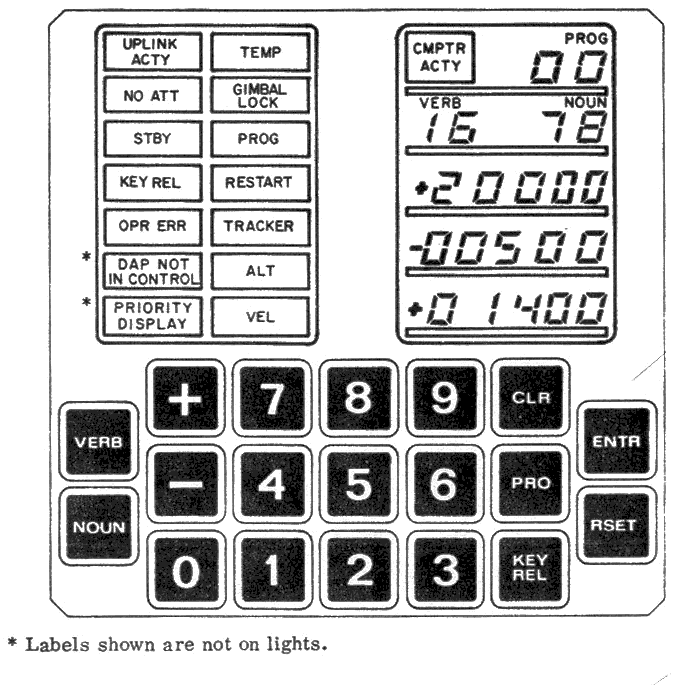 UPLINK
ACTY
TEMP
NO ATT
GIMBAL
LOCK
STBY
PROG
KEY REL
RESTART
OPR ERR
TRACKER
* DAP NOT
IN CONTROL
ALT
* PRIORITY
DISPLAY
VEL
CMPTR
ACTY
PROG
00
VERB NOUN
16 78
+20000
-00500
+01400
+ 7 8 9 CLR
VERB
ENTR
- 4 5 6 PRO
NOUN
RSET
0 1 2 3 KEY
REL
* Labels shown are not on lights.